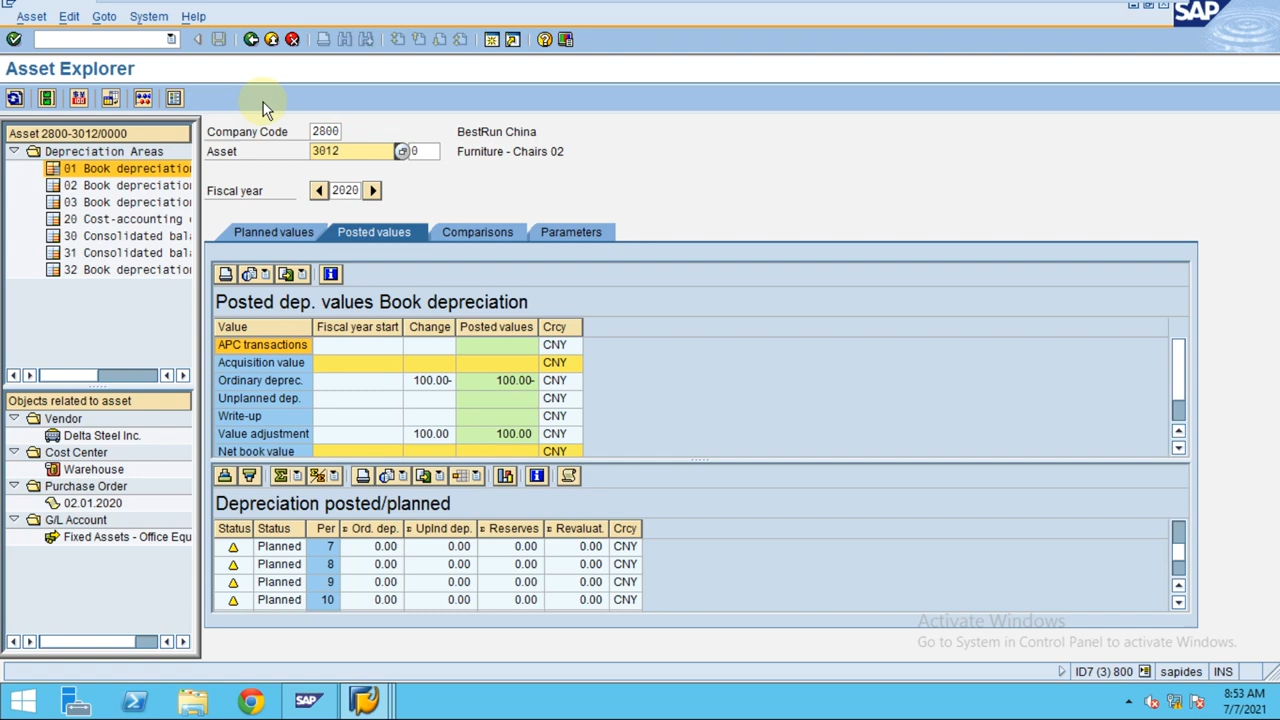 Asset Edit Goto System Help
SAP
Asset Explorer
Asset 2800-3012/0000
Depreciation Areas
01 Book depreciatio
02 Book depreciatio
03 Book depreciatio
20 Cost-accounting
30 Consolidated bal
31 Consolidated bal
32 Book depreciatio
Company Code 2800 BestRun China
Asset 3012 0 Furniture - Chairs 02
Fiscal year 2020
Planned values Posted values Comparisons Parameters
Posted dep. values Book depreciation
Value Fiscal year start Change Posted values Crcy
APC transactions CNY
Acquisition value CNY
Ordinary deprec. 100.00- 100.00- CNY
Unplanned dep. CNY
Write-up CNY
Value adjustment 100.00 100.00 CNY
Net book value CNY
Objects related to asset
Vendor
Delta Steel Inc.
Cost Center
Warehouse
Purchase Order
02.01.2020
G/L Account
Fixed Assets - Office Equ
Depreciation posted/planned
Status Status Per Σ Ord. dep. Σ Uplnd dep. Σ Reserves Σ Revaluat. Crcy
Planned 7 0.00 0.00 0.00 0.00 CNY
Planned 8 0.00 0.00 0.00 0.00 CNY
Planned 9 0.00 0.00 0.00 0.00 CNY
Planned 10 0.00 0.00 0.00 0.00 CNY
Activate Windows
Go to System in Control Panel to activate Windows.
ID7 (3) 800 sapides INS
SAP
8:53 AM
7/7/2021